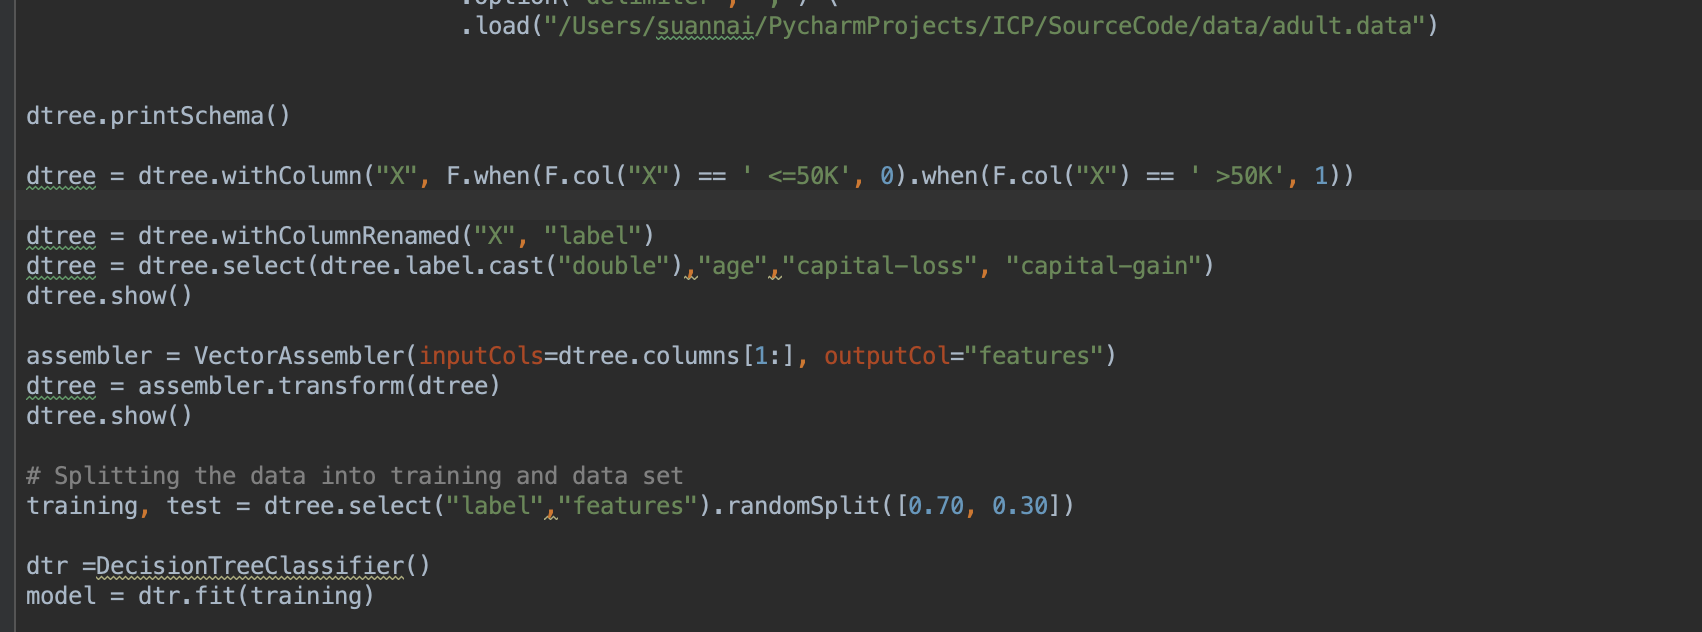 .load("/Users/suannai/PycharmProjects/ICP/SourceCode/data/adult.data")
dtree.printSchema()
dtree = dtree.withColumn("X", F.when(F.col("X") == ' <=50K', 0).when(F.col("X") == ' >50K', 1))
dtree = dtree.withColumnRenamed("X", "label")
dtree = dtree.select(dtree.label.cast("double"),"age","capital-loss", "capital-gain")
dtree.show()
assembler = VectorAssembler(inputCols=dtree.columns[1:], outputCol="features")
dtree = assembler.transform(dtree)
dtree.show()
# Splitting the data into training and data set
training, test = dtree.select("label","features").randomSplit([0.70, 0.30])
dtr =DecisionTreeClassifier()
model = dtr.fit(training)